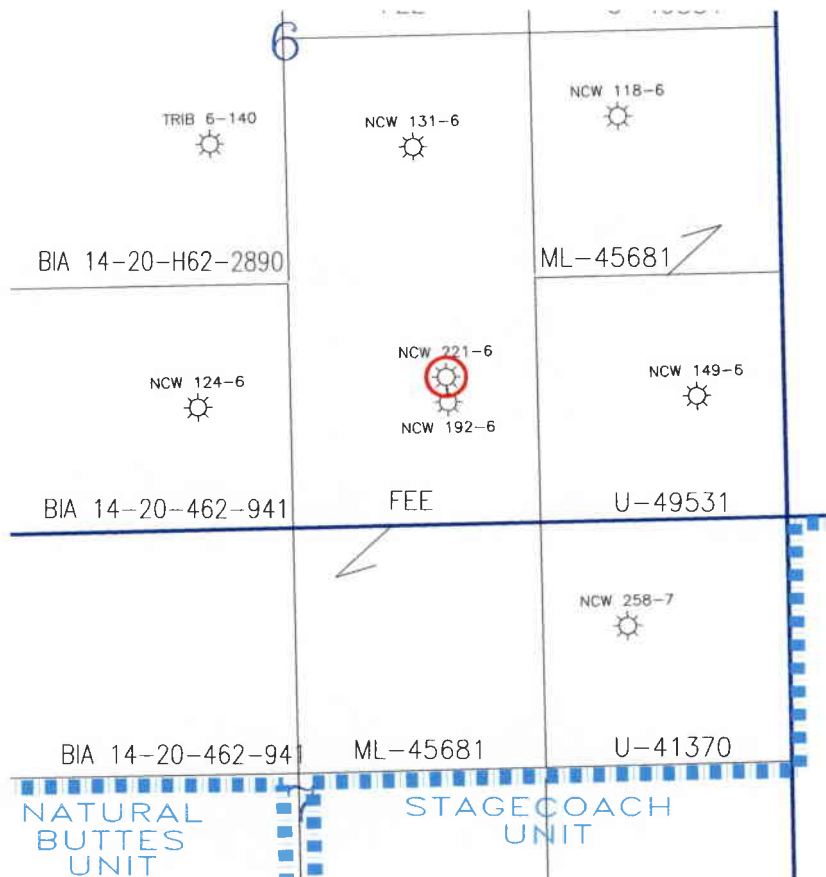 6
NCW 118-6
TRIB 6-140
NCW 131-6
BIA 14-20-H62-2890
ML-45681
NCW 221-6
NCW 149-6
NCW 124-6
NCW 192-6
BIA 14-20-462-941
FEE
U-49531
NCW 258-7
BIA 14-20-462-941
ML-45681
U-41370
NATURAL
BUTTES
UNIT
STAGECOACH
UNIT